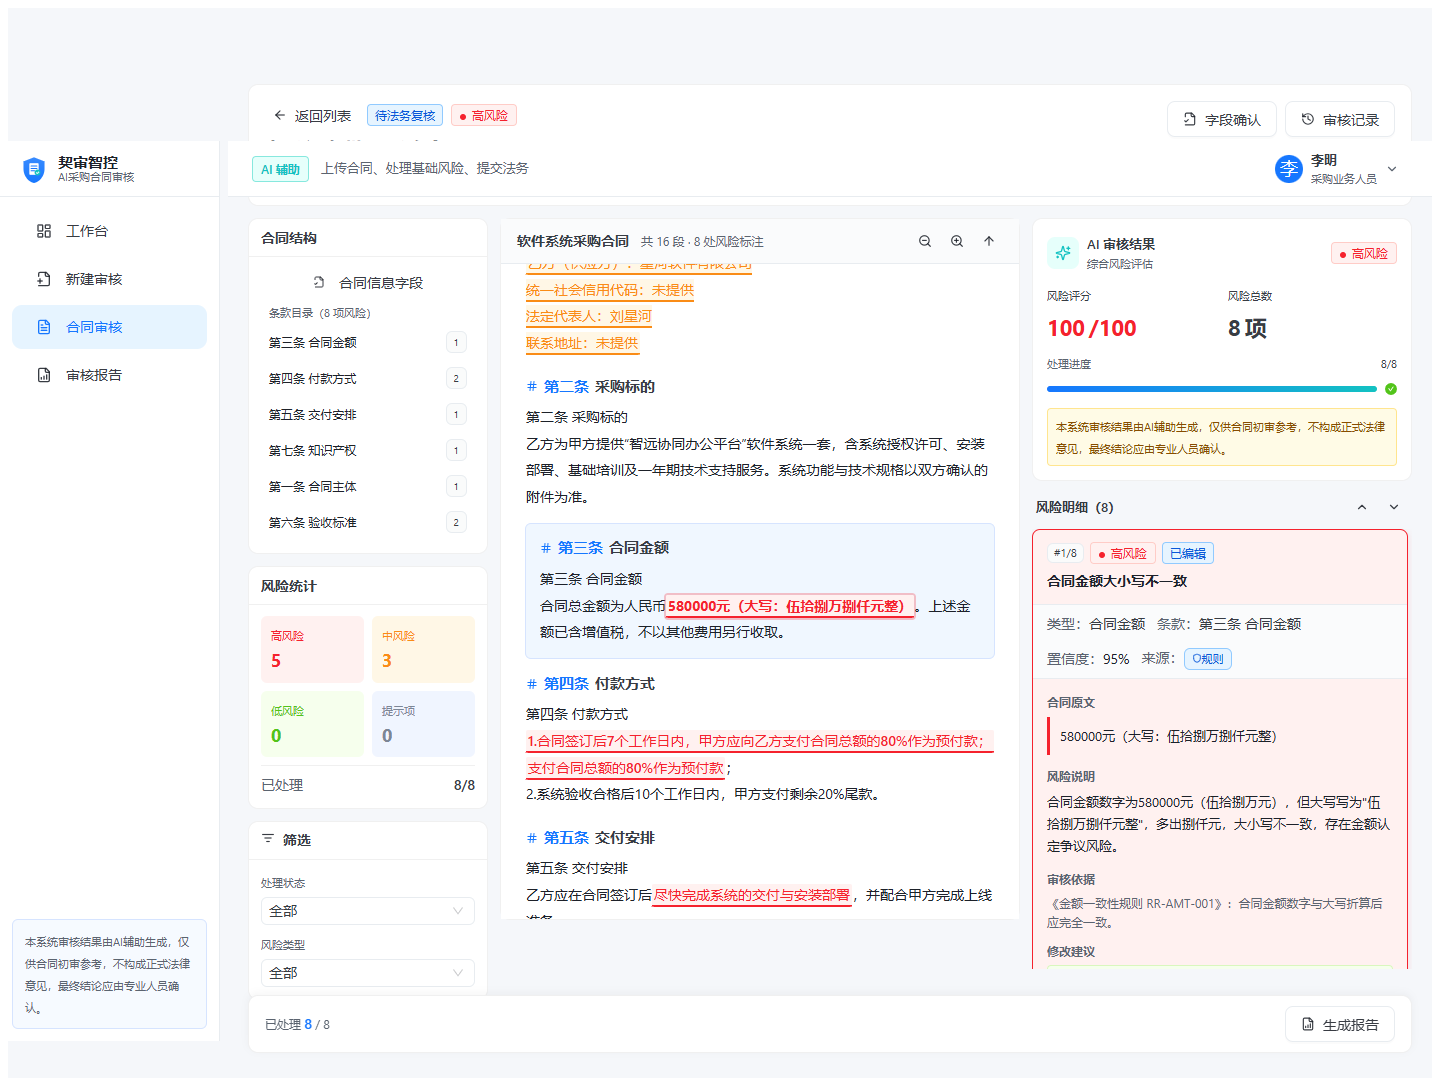 返回列表
待法务复核
高风险
字段确认
审核记录
契审智控
AI采购合同审核
AI 辅助
上传合同、处理基础风险、提交法务
李
李明
采购业务人员
工作台
新建审核
合同审核
审核报告
本系统审核结果由AI辅助生成，仅
供合同初审参考，不构成正式法律
意见，最终结论应由专业人员确
认。
合同结构
合同信息字段
条款目录（8 项风险）
第三条 合同金额 1
第四条 付款方式 2
第五条 交付安排 1
第七条 知识产权 1
第一条 合同主体 1
第六条 验收标准 2
风险统计
高风险
5
中风险
3
低风险
0
提示项
0
已处理 8/8
筛选
处理状态
全部
风险类型
全部
软件系统采购合同 共 16 段 · 8 处风险标注
乙方（供应方）：星河软件有限公司
统一社会信用代码：未提供
法定代表人：刘星河
联系地址：未提供
# 第二条 采购标的
第二条 采购标的
乙方为甲方提供“智远协同办公平台”软件系统一套，含系统授权许可、安装
部署、基础培训及一年期技术支持服务。系统功能与技术规格以双方确认的
附件为准。
# 第三条 合同金额
第三条 合同金额
合同总金额为人民币580000元（大写：伍拾捌万捌仟元整）。上述金
额已含增值税，不以其他费用另行收取。
# 第四条 付款方式
第四条 付款方式
1.合同签订后7个工作日内，甲方应向乙方支付合同总额的80%作为预付款；
支付合同总额的80%作为预付款；
2.系统验收合格后10个工作日内，甲方支付剩余20%尾款。
# 第五条 交付安排
第五条 交付安排
乙方应在合同签订后尽快完成系统的交付与安装部署，并配合甲方完成上线
准备
AI 审核结果
综合风险评估
高风险
风险评分
100/100
风险总数
8 项
处理进度 8/8
本系统审核结果由AI辅助生成，仅供合同初审参考，不构成正式法律
意见，最终结论应由专业人员确认。
风险明细（8）
#1/8 高风险 已编辑
合同金额大小写不一致
类型：合同金额 条款：第三条 合同金额
置信度：95% 来源：规则
合同原文
580000元（大写：伍拾捌万捌仟元整）
风险说明
合同金额数字为580000元（伍拾捌万元），但大写写为"伍
拾捌万捌仟元整"，多出捌仟元，大小写不一致，存在金额认
定争议风险。
审核依据
《金额一致性规则 RR-AMT-001》：合同金额数字与大写折算后
应完全一致。
修改建议
已处理 8 / 8
生成报告